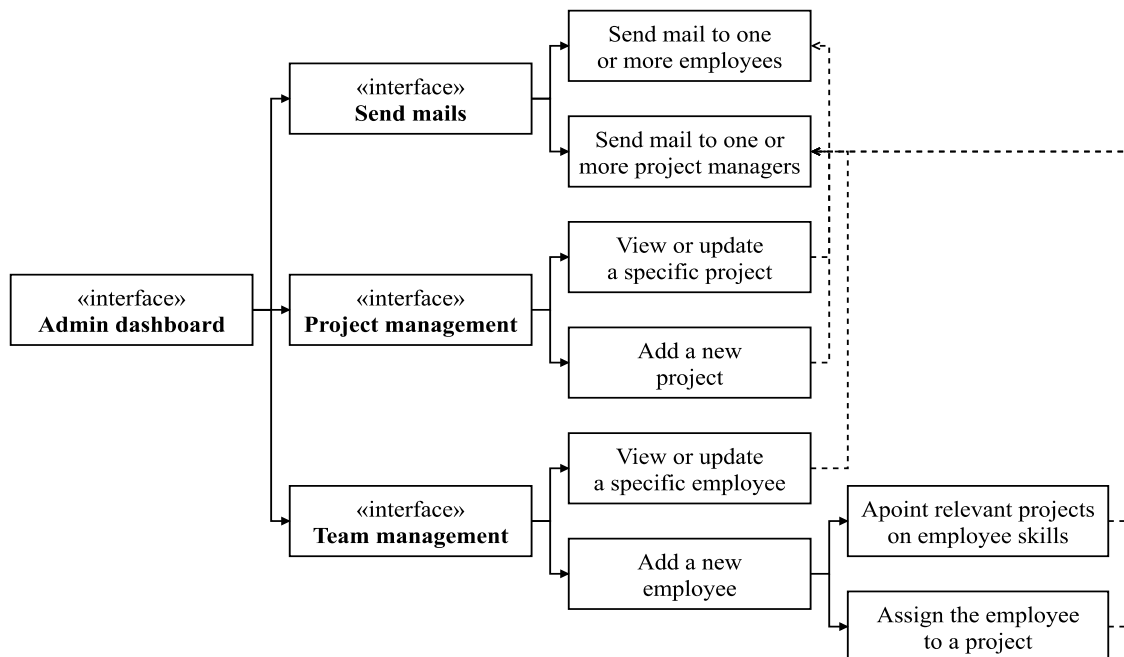 Send mail to one
or more employees
«interface»
Send mails
Send mail to one or
more project managers
View or update
a specific project
«interface»
Admin dashboard
«interface»
Project management
Add a new
project
View or update
a specific employee
«interface»
Team management
Apoint relevant projects
on employee skills
Add a new
employee
Assign the employee
to a project